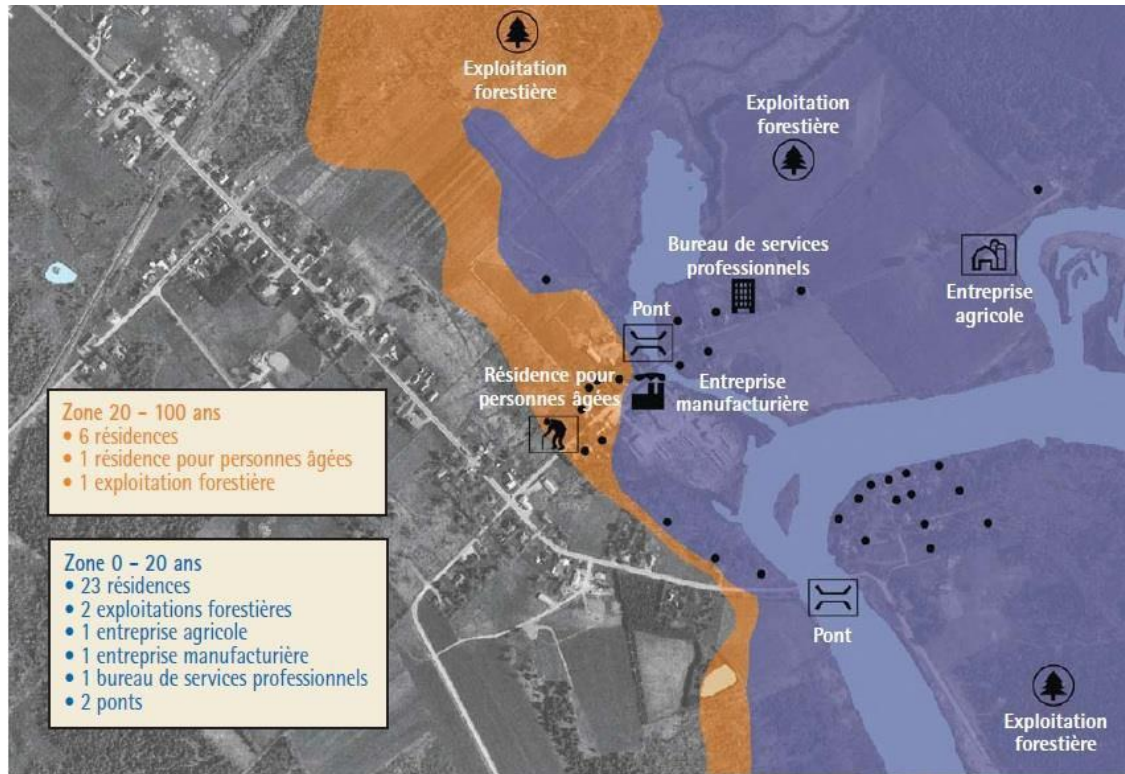 Exploitation
forestière
Exploitation
forestière
Bureau de services
professionnels
Entreprise
agricole
Pont
Résidence pour
personnes âgées
Entreprise
manufacturière
Zone 20 - 100 ans
• 6 résidences
• 1 résidence pour personnes âgées
• 1 exploitation forestière
Zone 0 - 20 ans
• 23 résidences
• 2 exploitations forestières
• 1 entreprise agricole
• 1 entreprise manufacturière
• 1 bureau de services professionnels
• 2 ponts
Pont
Exploitation
forestière